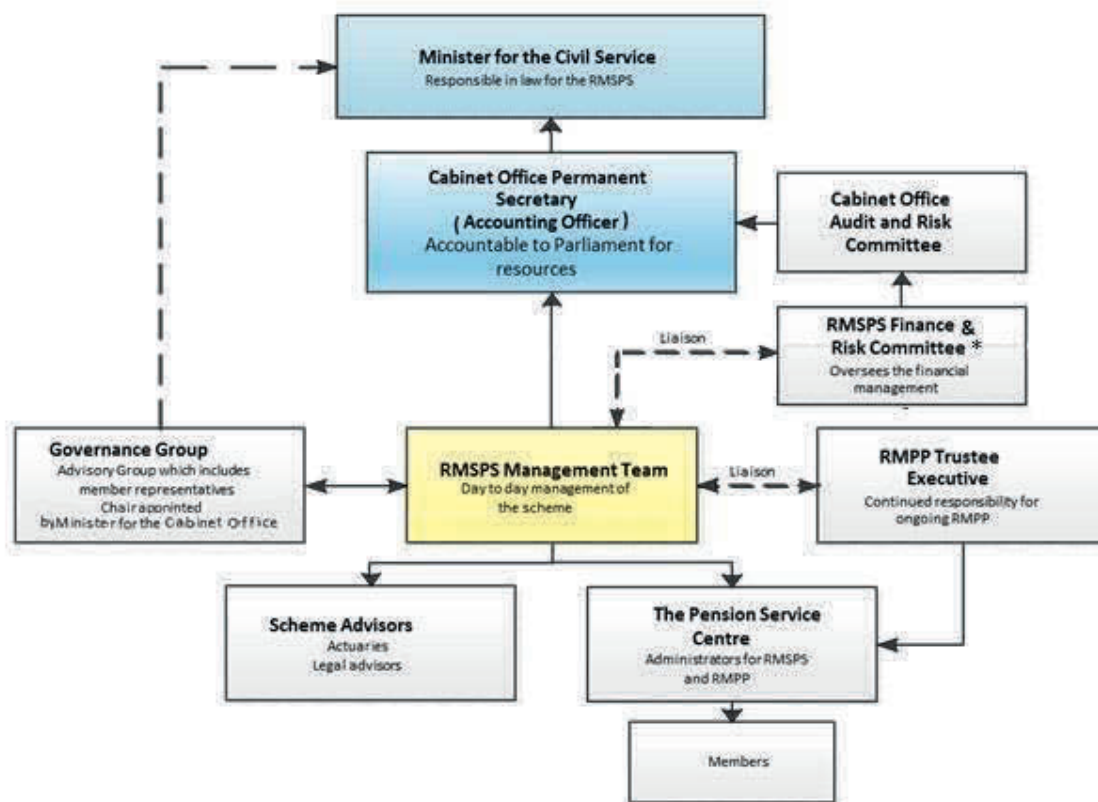 Minister for the Civil Service
Responsible in law for the RMSPS
Cabinet Office Permanent
Secretary
( Accounting Officer )
Accountable to Parliament for
resources
Cabinet Office
Audit and Risk
Committee
RMSPS Finance &
Risk Committee *
Oversees the financial
management
Liaison
Governance Group
Advisory Group which includes
member representatives
Chair appointed
byMinister for the Cabinet Office
RMSPS Management Team
Day to day management of
the scheme
Liaison
RMPP Trustee
Executive
Continued responsibility for
ongoing RMPP
Scheme Advisors
Actuaries
Legal advisors
The Pension Service
Centre
Administrators for RMSPS
and RMPP
Members